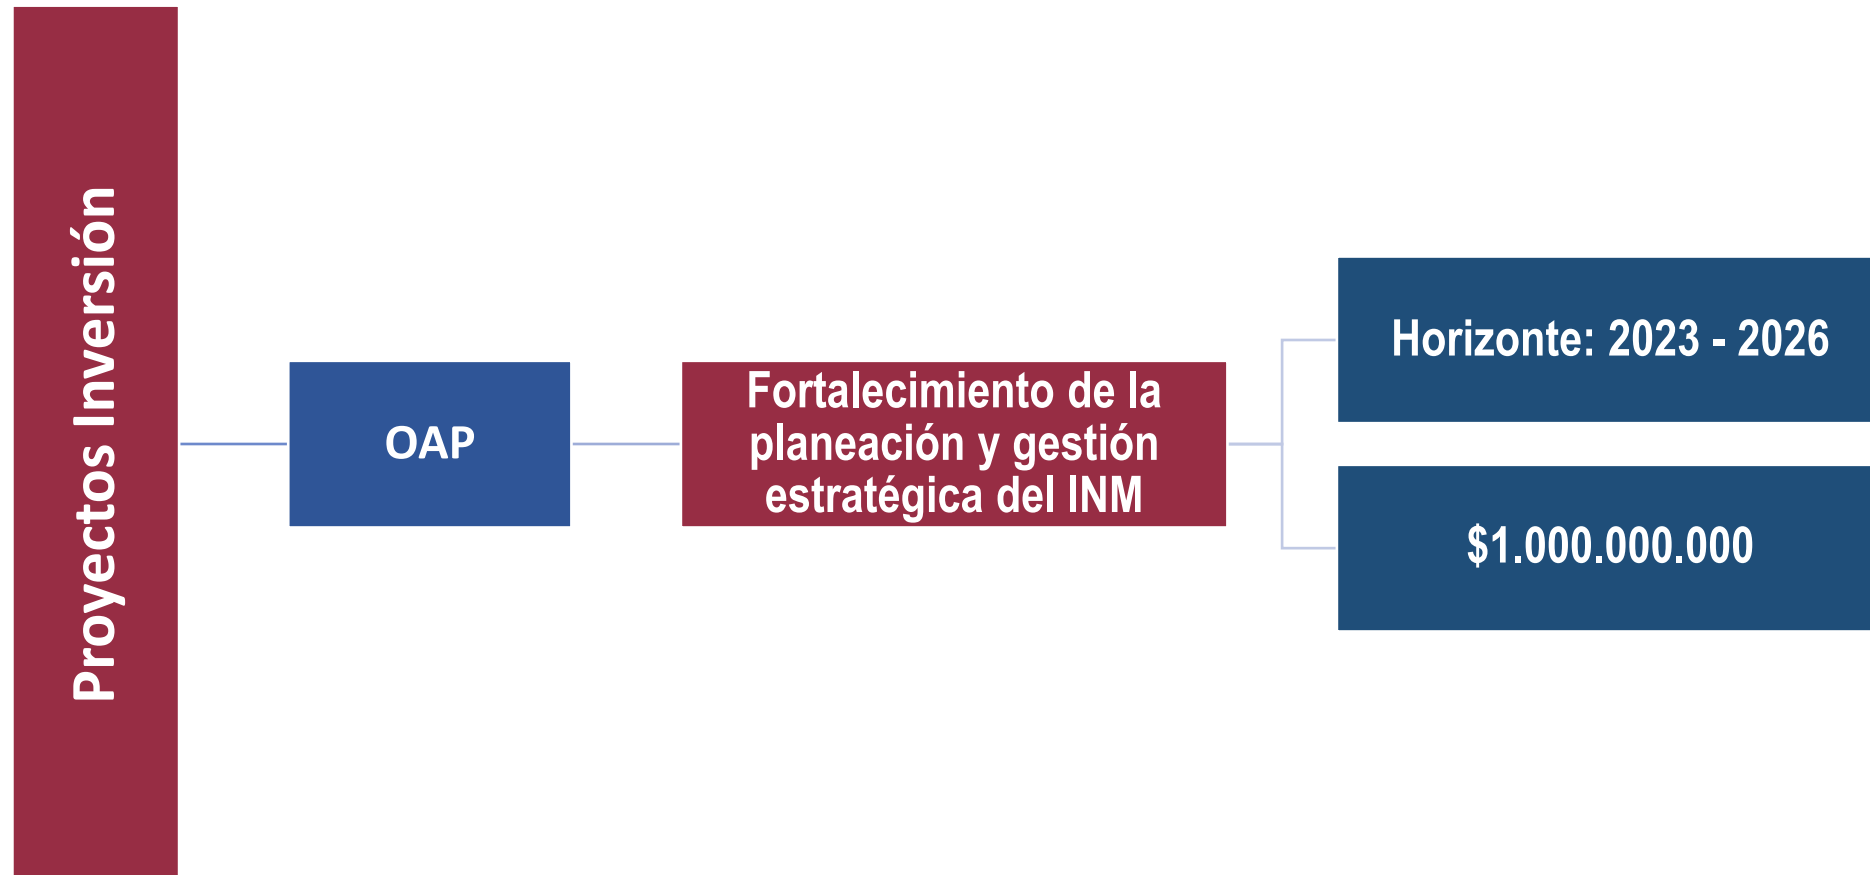 Proyectos Inversión
OAP
Fortalecimiento de la
planeación y gestión
estratégica del INM
Horizonte: 2023 - 2026
$1.000.000.000